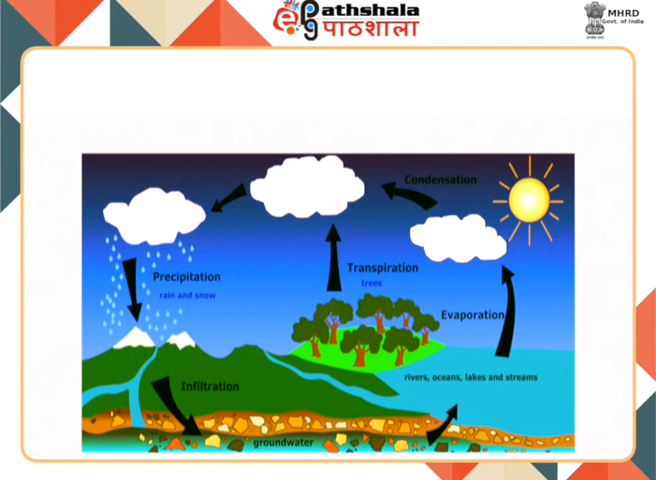 Pathshala
पाठशाला
MHRD
Govt. of India
Condensation
Precipitation
rain and snow
Transpiration
trees
Evaporation
rivers, oceans, lakes and streams
Infiltration
groundwater